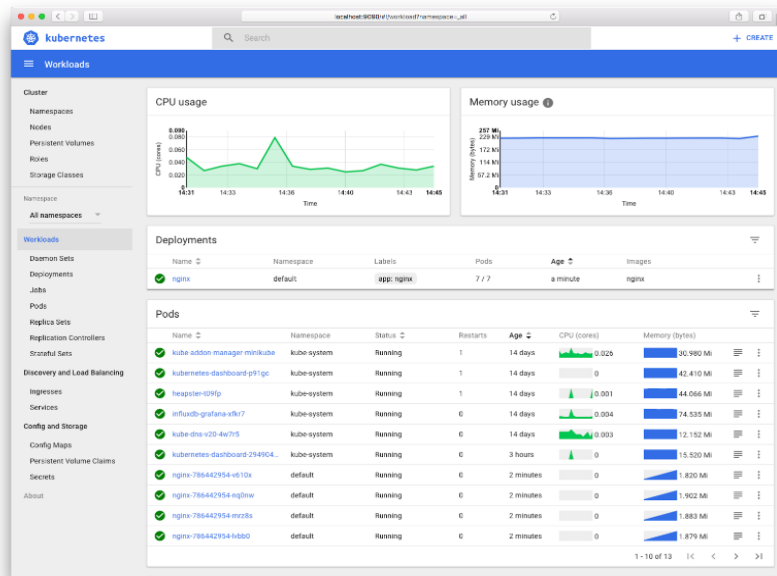 localhost:9090/#!/workload?namespace=_all
kubernetes
Search
+ CREATE
Workloads
Cluster
Namespaces
Nodes
Persistent Volumes
Roles
Storage Classes
Namespace
All namespaces
Workloads
Daemon Sets
Deployments
Jobs
Pods
Replica Sets
Replication Controllers
Stateful Sets
Discovery and Load Balancing
Ingresses
Services
Config and Storage
Config Maps
Persistent Volume Claims
Secrets
About
CPU usage
CPU (cores)
0.090
0.080
0.060
0.040
0.020
0
14:31 14:33 14:36 14:40 14:43 14:45
Time
Memory usage
Memory (bytes)
257 Mi
229 Mi
172 Mi
114 Mi
57.2 Mi
0
14:31 14:33 14:36 14:40 14:43 14:45
Time
Deployments
Name Namespace Labels Pods Age Images
nginx default app: nginx 7 / 7 a minute nginx
Pods
Name Namespace Status Restarts Age CPU (cores) Memory (bytes)
kube-addon-manager-minikube kube-system Running 1 14 days 0.026 30.980 Mi
kubernetes-dashboard-p91gc kube-system Running 1 14 days 0 42.410 Mi
heapster-t09fp kube-system Running 1 14 days 0.001 44.066 Mi
influxdb-grafana-xfkr7 kube-system Running 0 14 days 0.004 74.535 Mi
kube-dns-v20-4w7r5 kube-system Running 0 14 days 0.003 12.152 Mi
kubernetes-dashboard-294904... kube-system Running 0 3 hours 0 15.520 Mi
nginx-786442954-v610x default Running 0 2 minutes 0 1.820 Mi
nginx-786442954-nq0nw default Running 0 2 minutes 0 1.902 Mi
nginx-786442954-mrz8s default Running 0 2 minutes 0 1.883 Mi
nginx-786442954-lvbb0 default Running 0 2 minutes 0 1.879 Mi
1 - 10 of 13